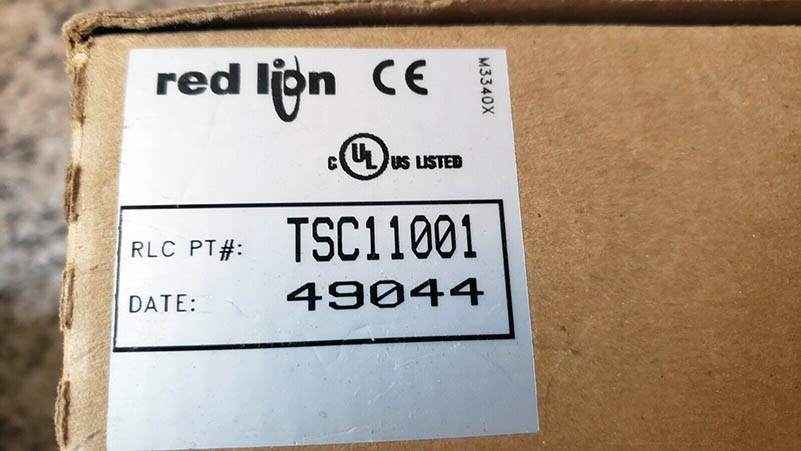 red lion CE
M3340X
C UL US LISTED
RLC PT#: TSC11001
DATE: 49044